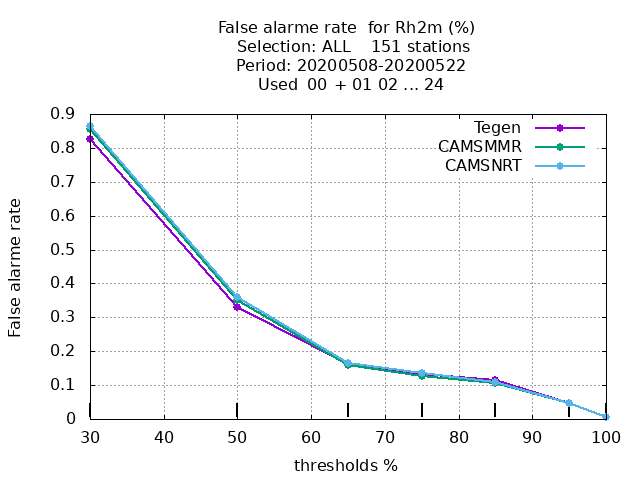 False alarme rate  for Rh2m (%)
Selection: ALL    151 stations
Period: 20200508-20200522
Used  00  + 01 02 ... 24
Tegen
CAMSMMR
CAMSNRT
0.9
0.8
0.7
0.6
0.5
0.4
0.3
0.2
0.1
0
False alarme rate
30 40 50 60 70 80 90 100
thresholds %